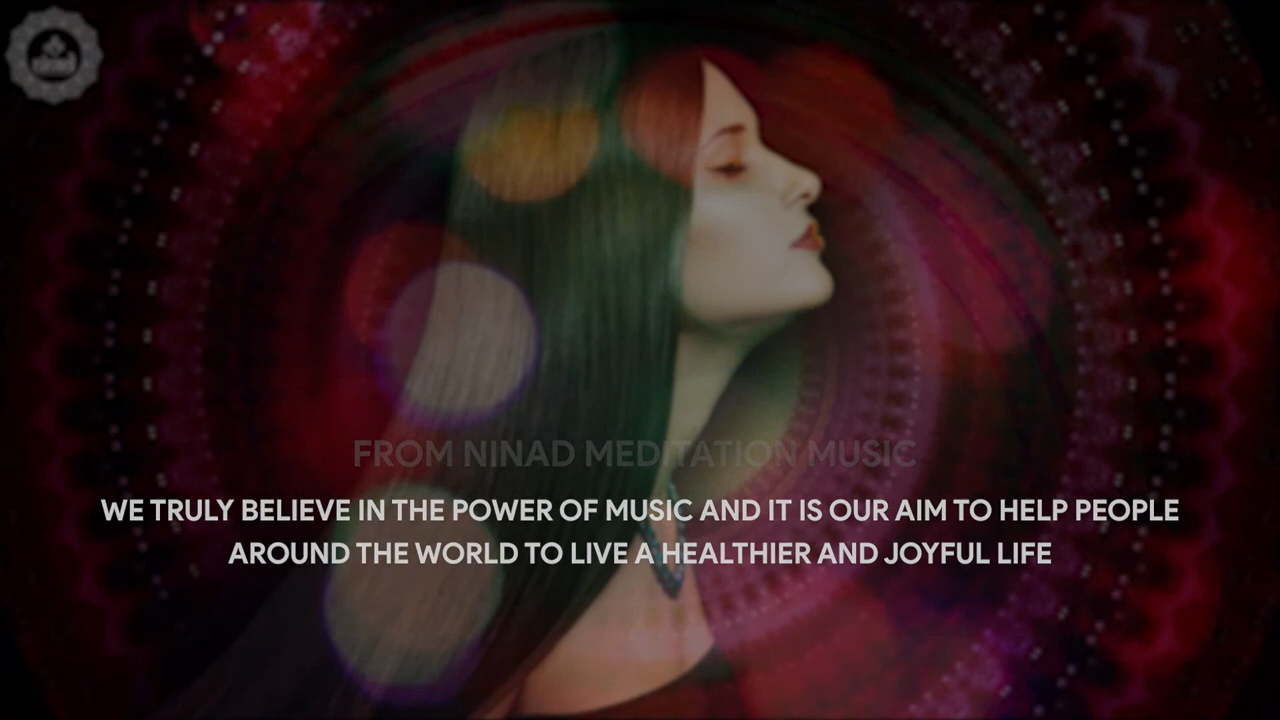 FROM NINAD MEDITATION MUSIC
WE TRULY BELIEVE IN THE POWER OF MUSIC AND IT IS OUR AIM TO HELP PEOPLE
AROUND THE WORLD TO LIVE A HEALTHIER AND JOYFUL LIFE